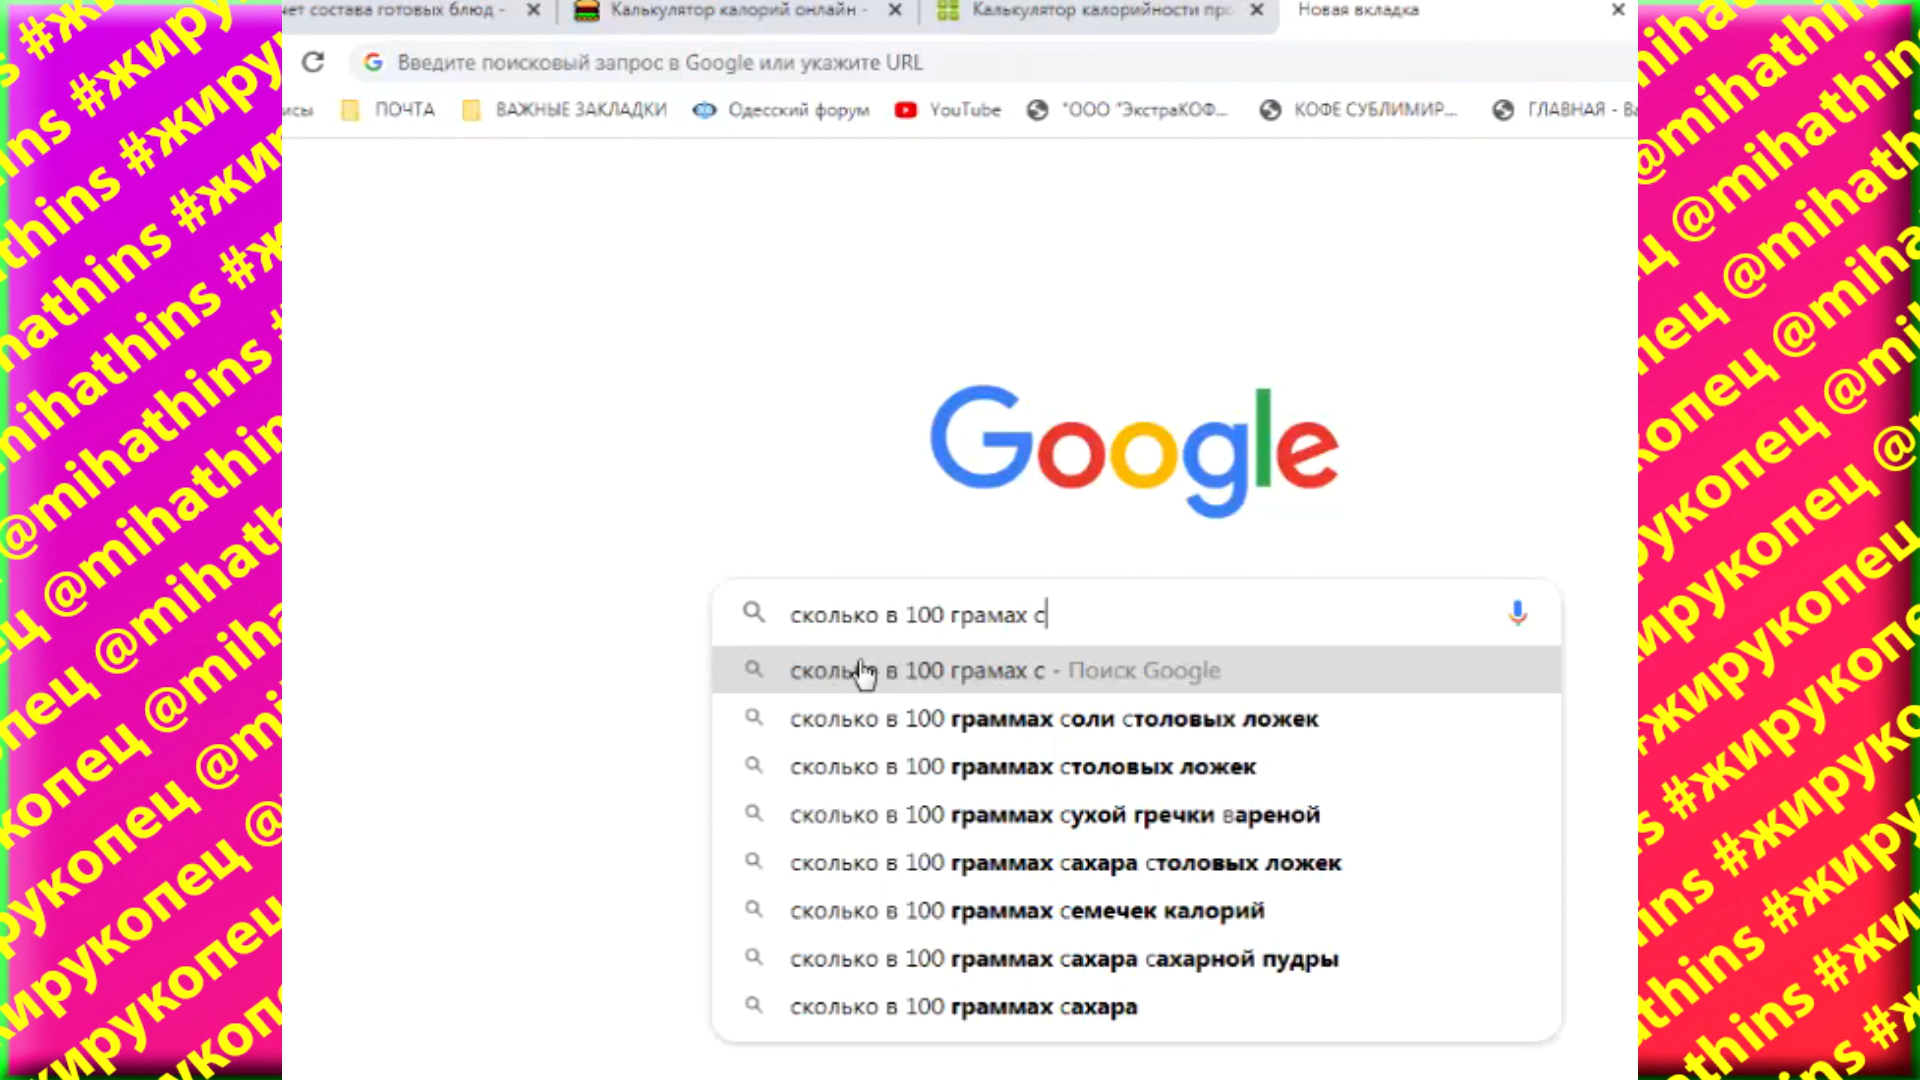 чет состава готовых блюд -
Калькулятор калорий онлайн -
Калькулятор калорийности про
Новая вкладка
Введите поисковый запрос в Google или укажите URL
исы
ПОЧТА
ВАЖНЫЕ ЗАКЛАДКИ
Одесский форум
YouTube
"ООО "ЭкстраКОФ...
КОФЕ СУБЛИМИР...
ГЛАВНАЯ - Ва
Google
сколько в 100 грамах с
сколько в 100 грамах с - Поиск Google
сколько в 100 граммах соли столовых ложек
сколько в 100 граммах столовых ложек
сколько в 100 граммах сухой гречки вареной
сколько в 100 граммах сахара столовых ложек
сколько в 100 граммах семечек калорий
сколько в 100 граммах сахара сахарной пудры
сколько в 100 граммах сахара
@mihathins #жирукопец